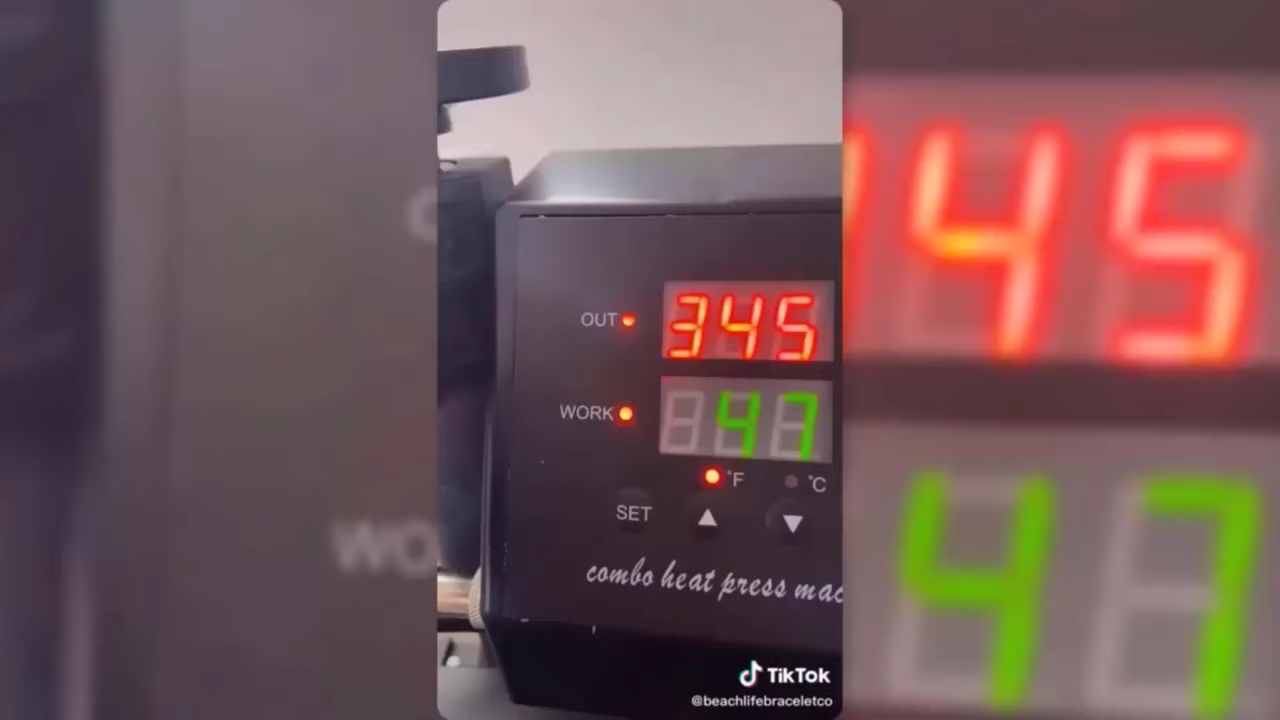 OUT 345
WORK 47
°F °C
SET
combo heat press mac
TikTok
@beachlifebraceletco